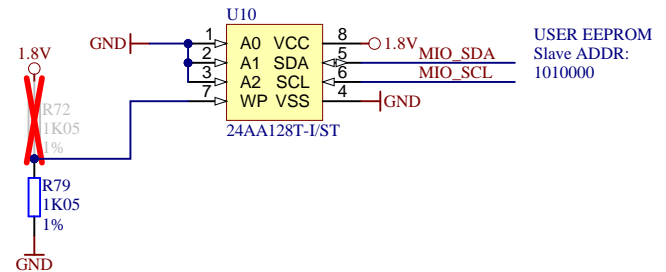 U10
GND
1 A0 VCC 8 1.8V
2 A1 SDA 5 MIO_SDA
3 A2 SCL 6 MIO_SCL
7 WP VSS 4 GND
24AA128T-I/ST
USER EEPROM
Slave ADDR:
1010000
1.8V
R72
1K05
1%
R79
1K05
1%
GND